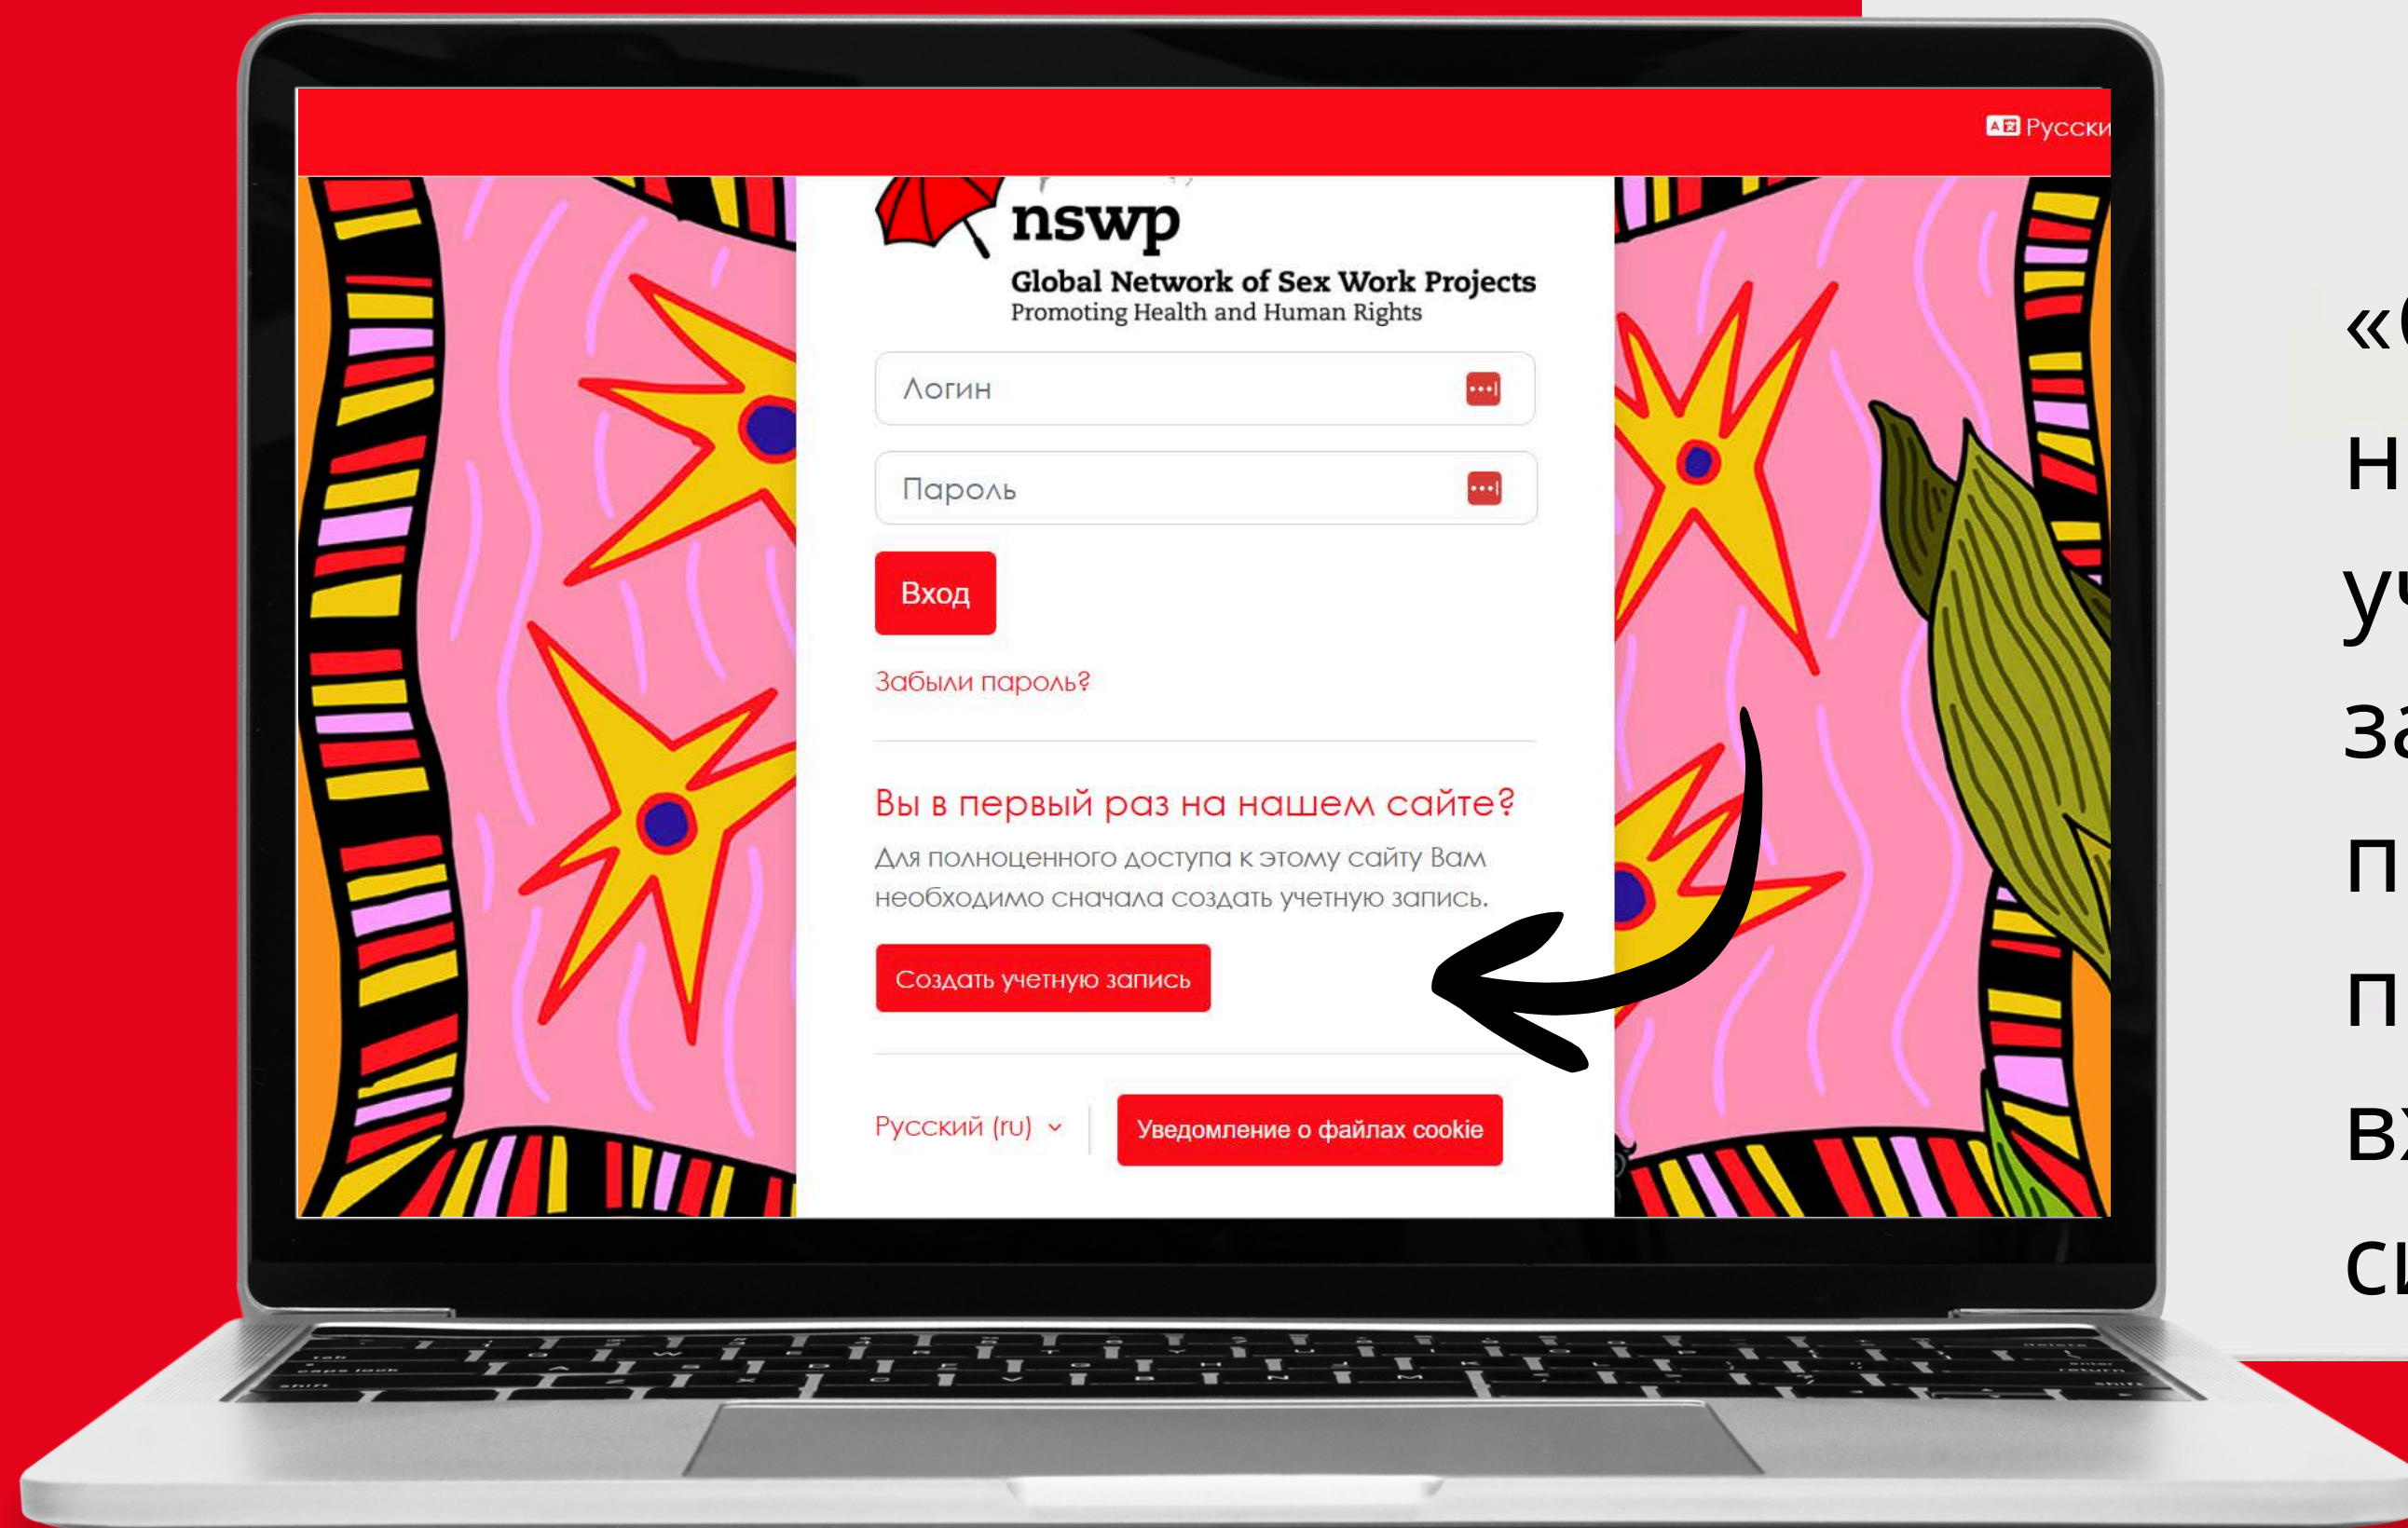 Русски
nswp
Global Network of Sex Work Projects
Promoting Health and Human Rights
Логин
Пароль
Вход
Забыли пароль?
Вы в первый раз на нашем сайте?
Для полноценного доступа к этому сайту Вам
необходимо сначала создать учетную запись.
Создать учетную запись
Русский (ru)
Уведомление о файлах cookie